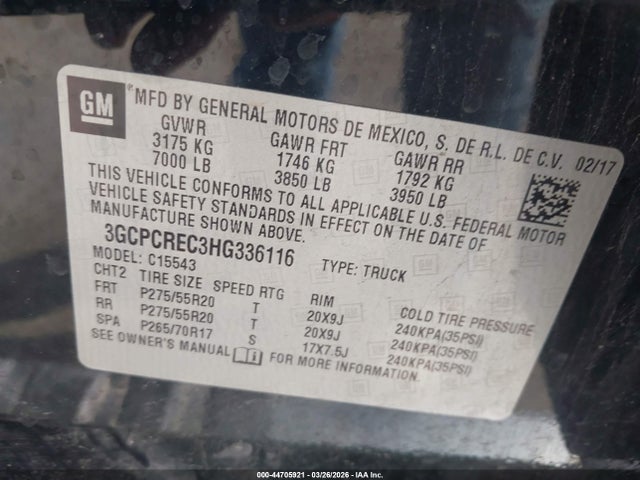 GM
®MFD BY GENERAL MOTORS DE MEXICO, S. DE R.L. DE C.V. 02/17
GVWR GAWR FRT GAWR RR
3175 KG 1746 KG 1792 KG
7000 LB 3850 LB 3950 LB
THIS VEHICLE CONFORMS TO ALL APPLICABLE U.S. FEDERAL MOTOR
VEHICLE SAFETY STANDARDS IN EFFECT ON THE DATE OF
MANUFACTURE SHOWN ABOVE.
3GCPCREC3HG336116 TYPE: TRUCK
MODEL: C15543
CHT2 TIRE SIZE SPEED RTG RIM COLD TIRE PRESSURE
FRT P275/55R20 T 20X9J 240KPA(35PSI)
RR P275/55R20 T 20X9J 240KPA(35PSI)
SPA P265/70R17 S 17X7.5J 240KPA(35PSI)
SEE OWNER'S MANUAL FOR MORE INFORMATION.
000-44705921 | 03/26/2026 | IAA Inc.